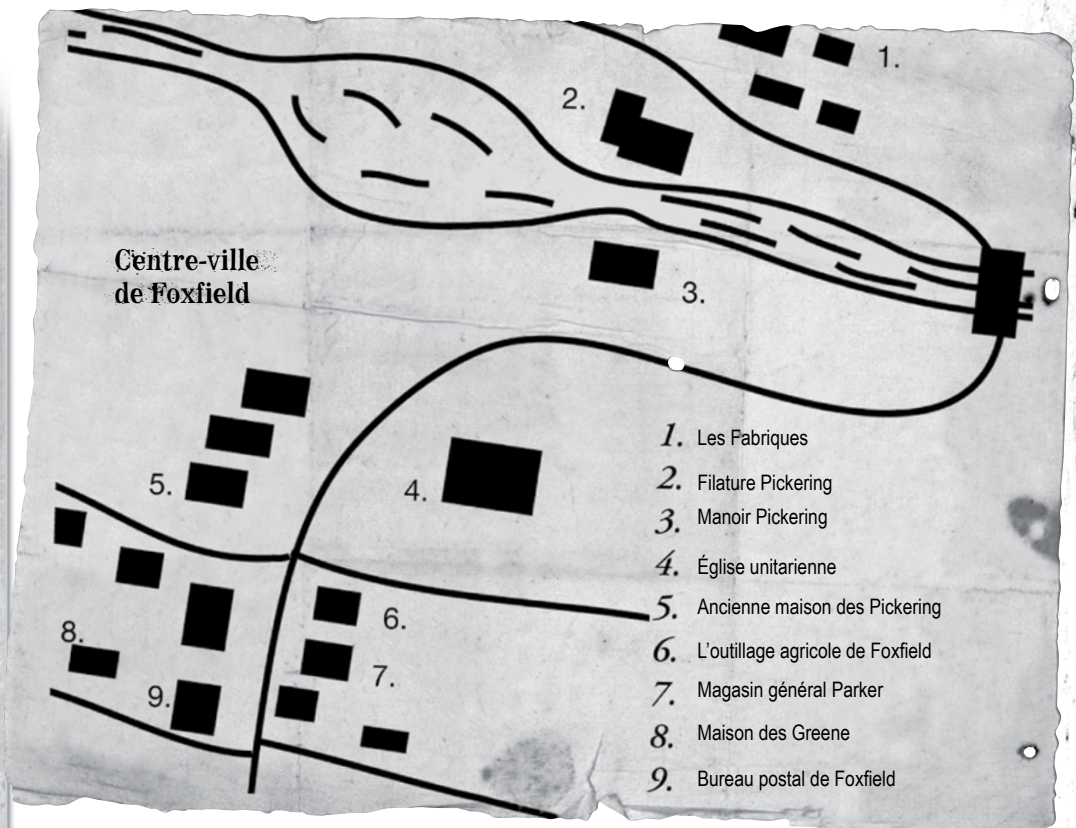 1.
2.
Centre-ville
de Foxfield
3.
5.
4.
6.
8.
7.
9.
1. Les Fabriques
2. Filature Pickering
3. Manoir Pickering
4. Église unitarienne
5. Ancienne maison des Pickering
6. L'outillage agricole de Foxfield
7. Magasin général Parker
8. Maison des Greene
9. Bureau postal de Foxfield